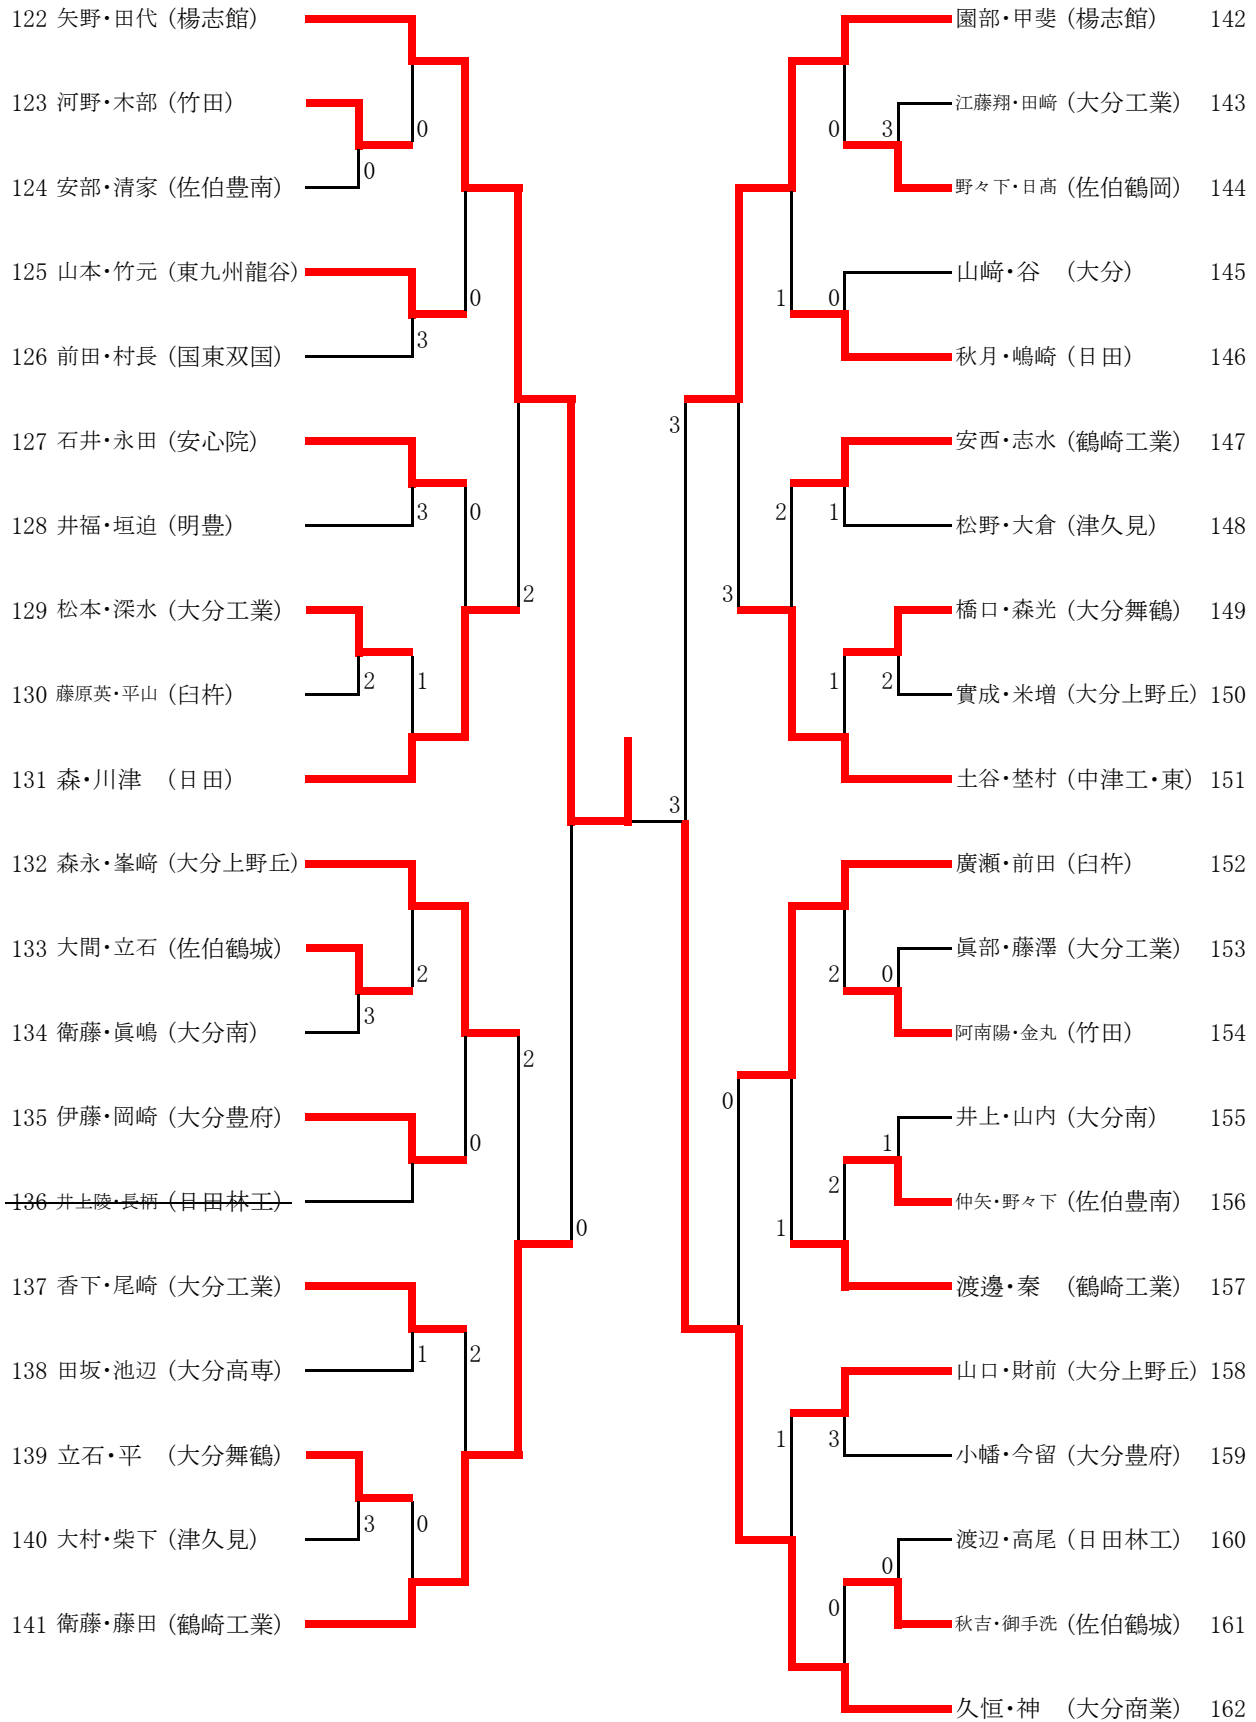 122 矢野・田代 (楊志館)
123 河野・木部 (竹田)
124 安部・清家 (佐伯豊南)
125 山本・竹元 (東九州龍谷)
126 前田・村長 (国東双国)
127 石井・永田 (安心院)
128 井福・垣迫 (明豊)
129 松本・深水 (大分工業)
130 藤原英・平山 (臼杵)
131 森・川津 (日田)
132 森永・峯﨑 (大分上野丘)
133 大間・立石 (佐伯鶴城)
134 衛藤・眞嶋 (大分南)
135 伊藤・岡崎 (大分豊府)
136 井上陵・長柄 (日田林工)
137 香下・尾崎 (大分工業)
138 田坂・池辺 (大分高専)
139 立石・平 (大分舞鶴)
140 大村・柴下 (津久見)
141 衛藤・藤田 (鶴崎工業)
0
0
0
3
3
0
2
2
1
2
3
2
0
0
1
2
3
0
2
0
3
3
0
3
1
0
2
1
3
1
2
2
0
0
1
2
1
1
3
0
0
園部・甲斐 (楊志館) 142
江藤翔・田﨑 (大分工業) 143
野々下・日髙 (佐伯鶴岡) 144
山﨑・谷 (大分) 145
秋月・嶋崎 (日田) 146
安西・志水 (鶴崎工業) 147
松野・大倉 (津久見) 148
橋口・森光 (大分舞鶴) 149
實成・米増 (大分上野丘) 150
土谷・埜村 (中津工・東) 151
廣瀬・前田 (臼杵) 152
眞部・藤澤 (大分工業) 153
阿南陽・金丸 (竹田) 154
井上・山内 (大分南) 155
仲矢・野々下 (佐伯豊南) 156
渡邊・秦 (鶴崎工業) 157
山口・財前 (大分上野丘) 158
小幡・今留 (大分豊府) 159
渡辺・高尾 (日田林工) 160
秋吉・御手洗 (佐伯鶴城) 161
久恒・神 (大分商業) 162